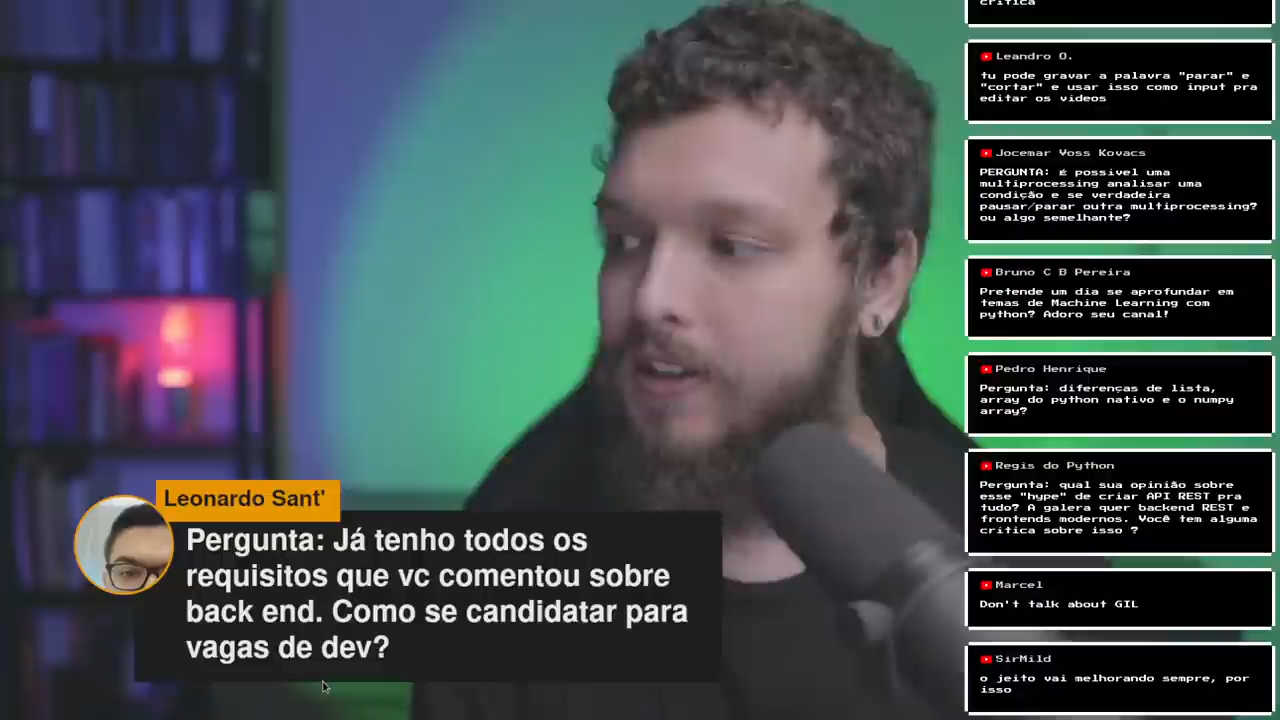 Leonardo Sant'
Pergunta: Já tenho todos os
requisitos que vc comentou sobre
back end. Como se candidatar para
vagas de dev?
crítica
Leandro O.
tu pode gravar a palavra "parar" e
"cortar" e usar isso como input pra
editar os videos
Jocemar Voss Kovacs
PERGUNTA: É possivel uma
multiprocessing analisar uma
condição e se verdadeira
pausar/parar outra multiprocessing?
ou algo semelhante?
Bruno C B Pereira
Pretende um dia se aprofundar em
temas de Machine Learning com
python? Adoro seu canal!
Pedro Henrique
Pergunta: diferenças de lista,
array do python nativo e o numpy
array?
Regis do Python
Pergunta: qual sua opinião sobre
esse "hype" de criar API REST pra
tudo? A galera quer backend REST e
frontends modernos. Você tem alguma
crítica sobre isso ?
Marcel
Don't talk about GIL
SirMild
o jeito vai melhorando sempre, por
isso